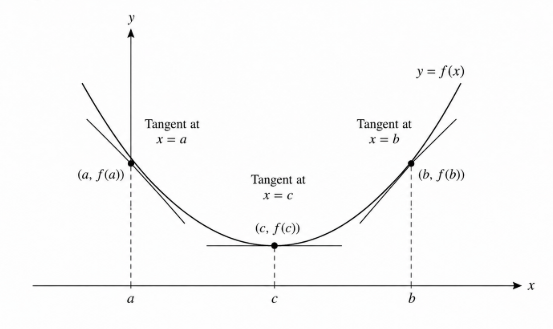 y
y = f(x)
Tangent at
x = a
Tangent at
x = b
(a, f(a))
(b, f(b))
Tangent at
x = c
(c, f(c))
x
a
c
b